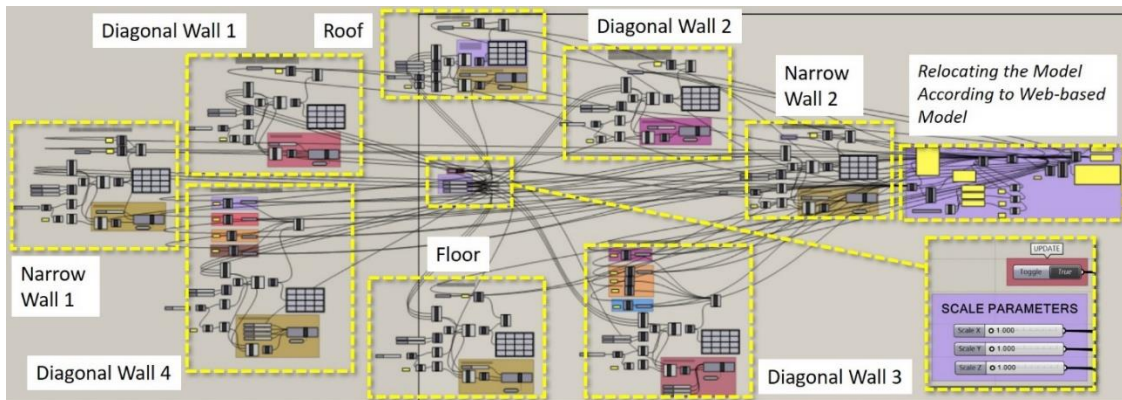 Diagonal Wall 1
Roof
Diagonal Wall 2
Narrow
Wall 2
Relocating the Model
According to Web-based
Model
Narrow
Wall 1
Floor
Diagonal Wall 4
Diagonal Wall 3
UPDATE
Toggle True
SCALE PARAMETERS
Scale X 1.000
Scale Y 1.000
Scale Z 1.000